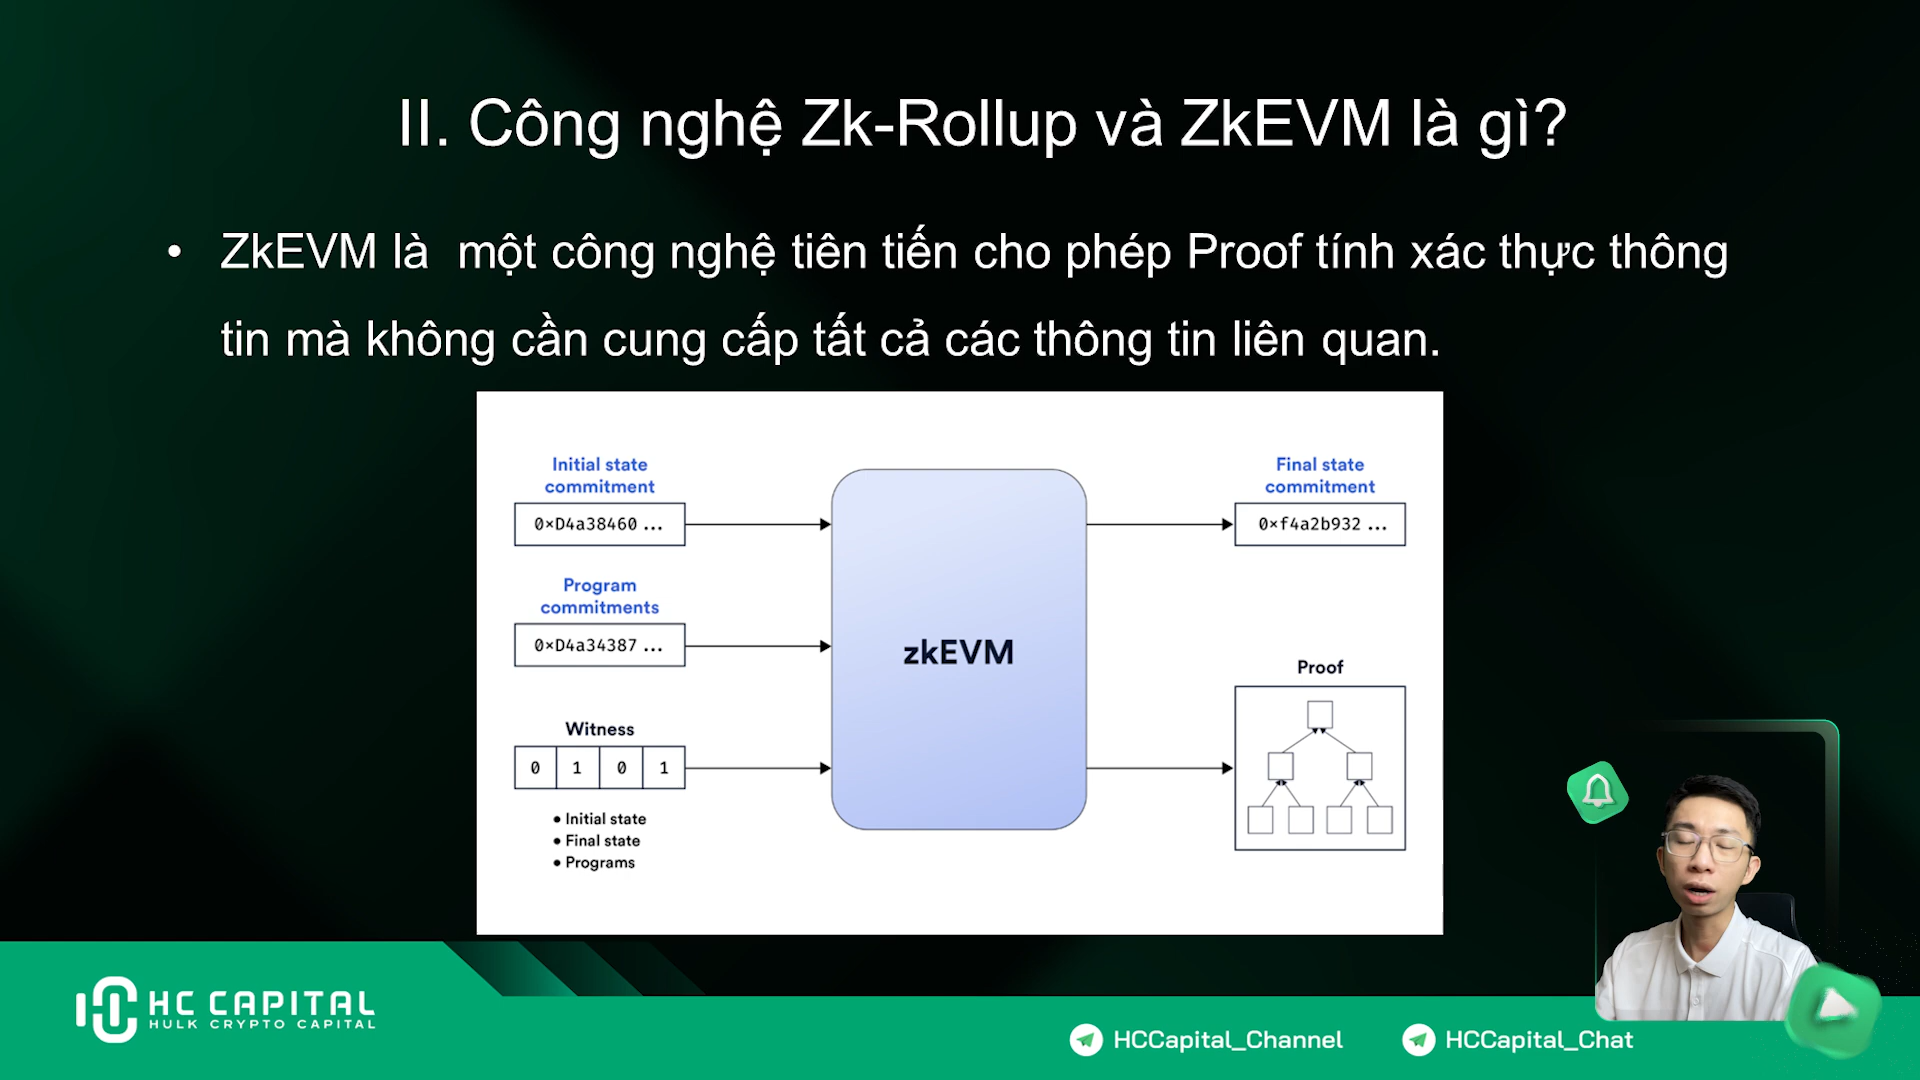 II. Công nghệ Zk-Rollup và ZkEVM là gì?
• ZkEVM là một công nghệ tiên tiến cho phép Proof tính xác thực thông
tin mà không cần cung cấp tất cả các thông tin liên quan.
Initial state
commitment
0×D4a38460 ...
Program
commitments
0×D4a34387 ...
Witness
0 1 0 1
• Initial state
• Final state
• Programs
zkEVM
Final state
commitment
0×f4a2b932 ...
Proof
HC CAPITAL
HULK CRYPTO CAPITAL
HCCapital_Channel
HCCapital_Chat